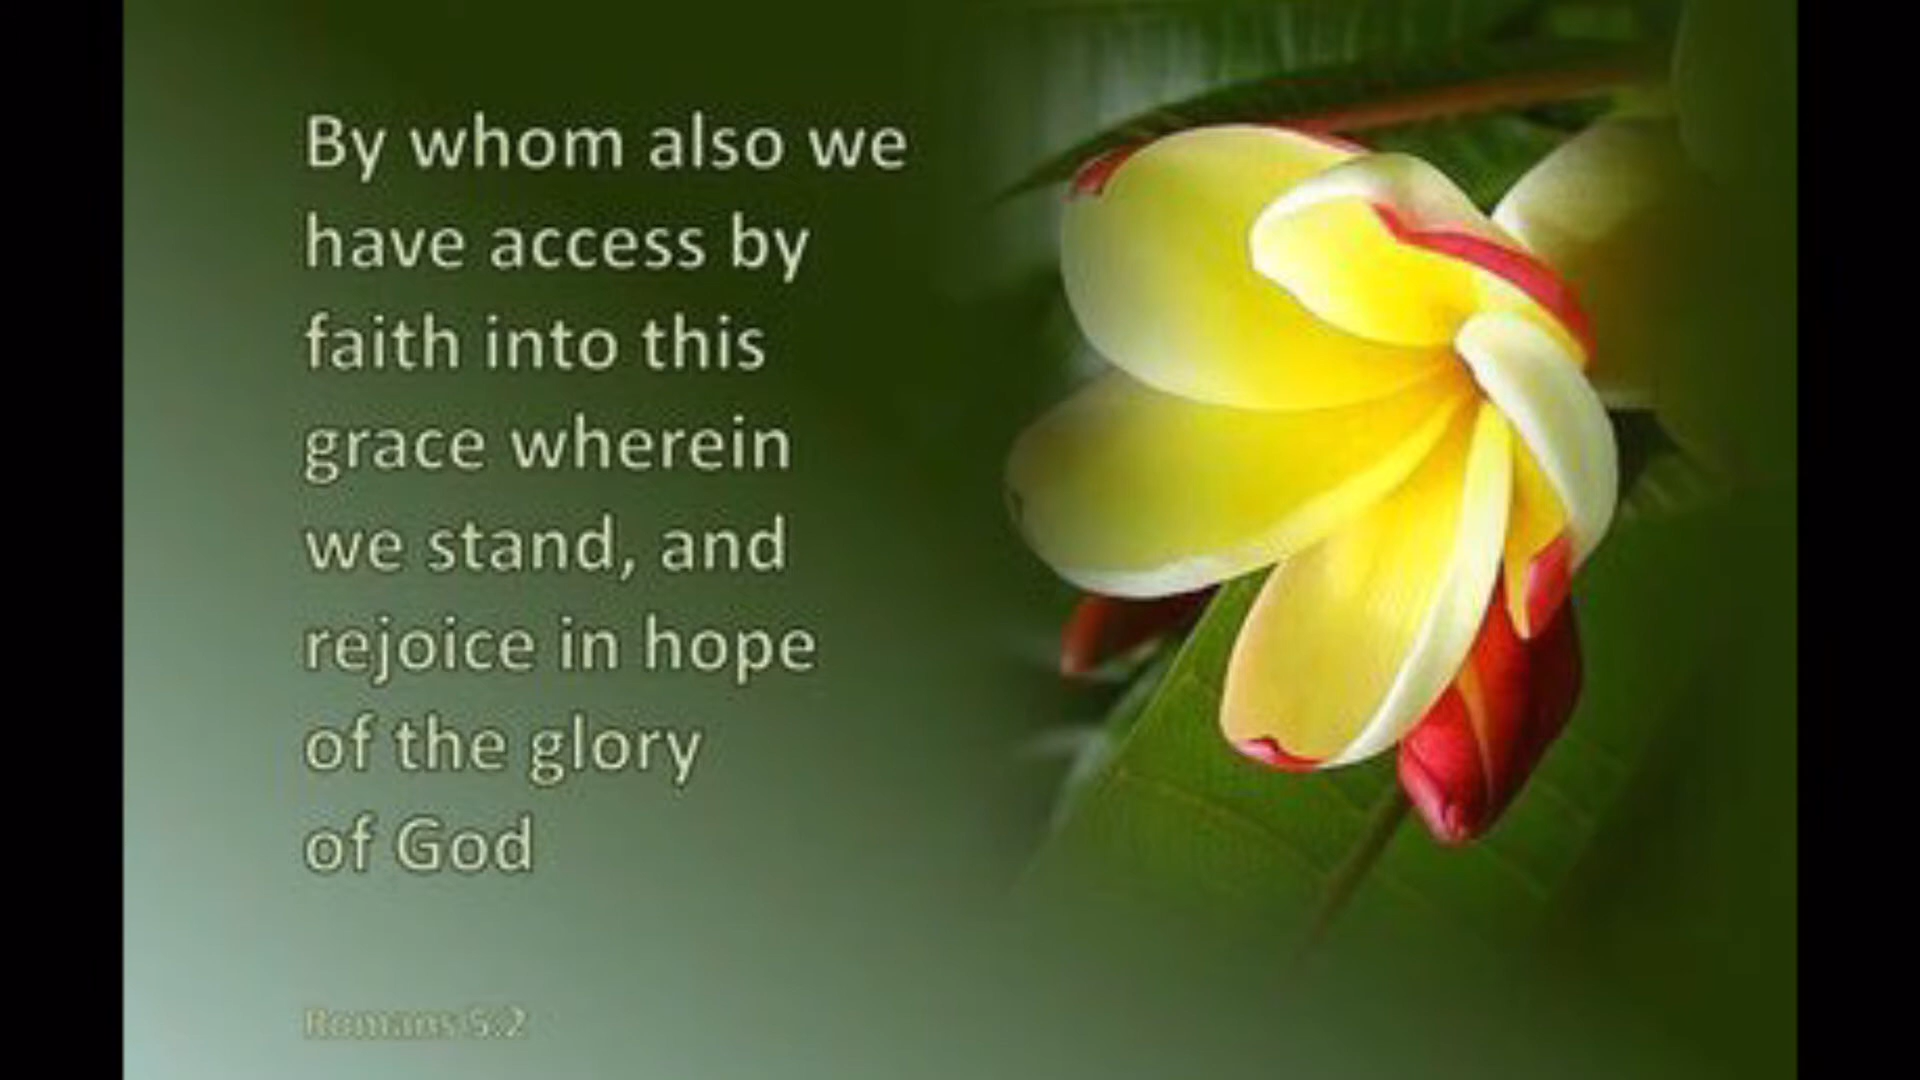 By whom also we
have access by
faith into this
grace wherein
we stand, and
rejoice in hope
of the glory
of God
Romans 5:2